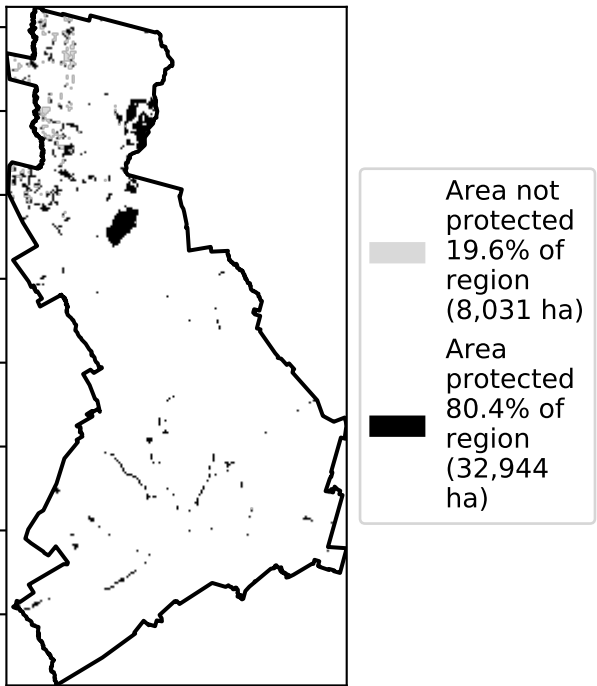 Area not
protected
19.6% of
region
(8,031 ha)
Area
protected
80.4% of
region
(32,944
ha)